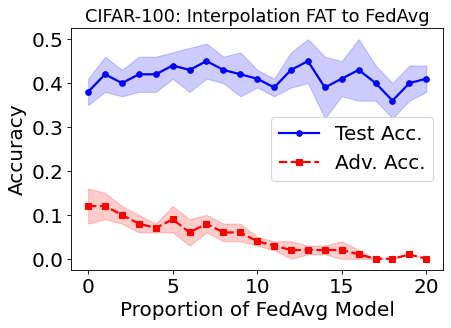 CIFAR-100: Interpolation FAT to FedAvg
Accuracy
0.5
0.4
0.3
0.2
0.1
0.0
Test Acc.
Adv. Acc.
0 5 10 15 20
Proportion of FedAvg Model